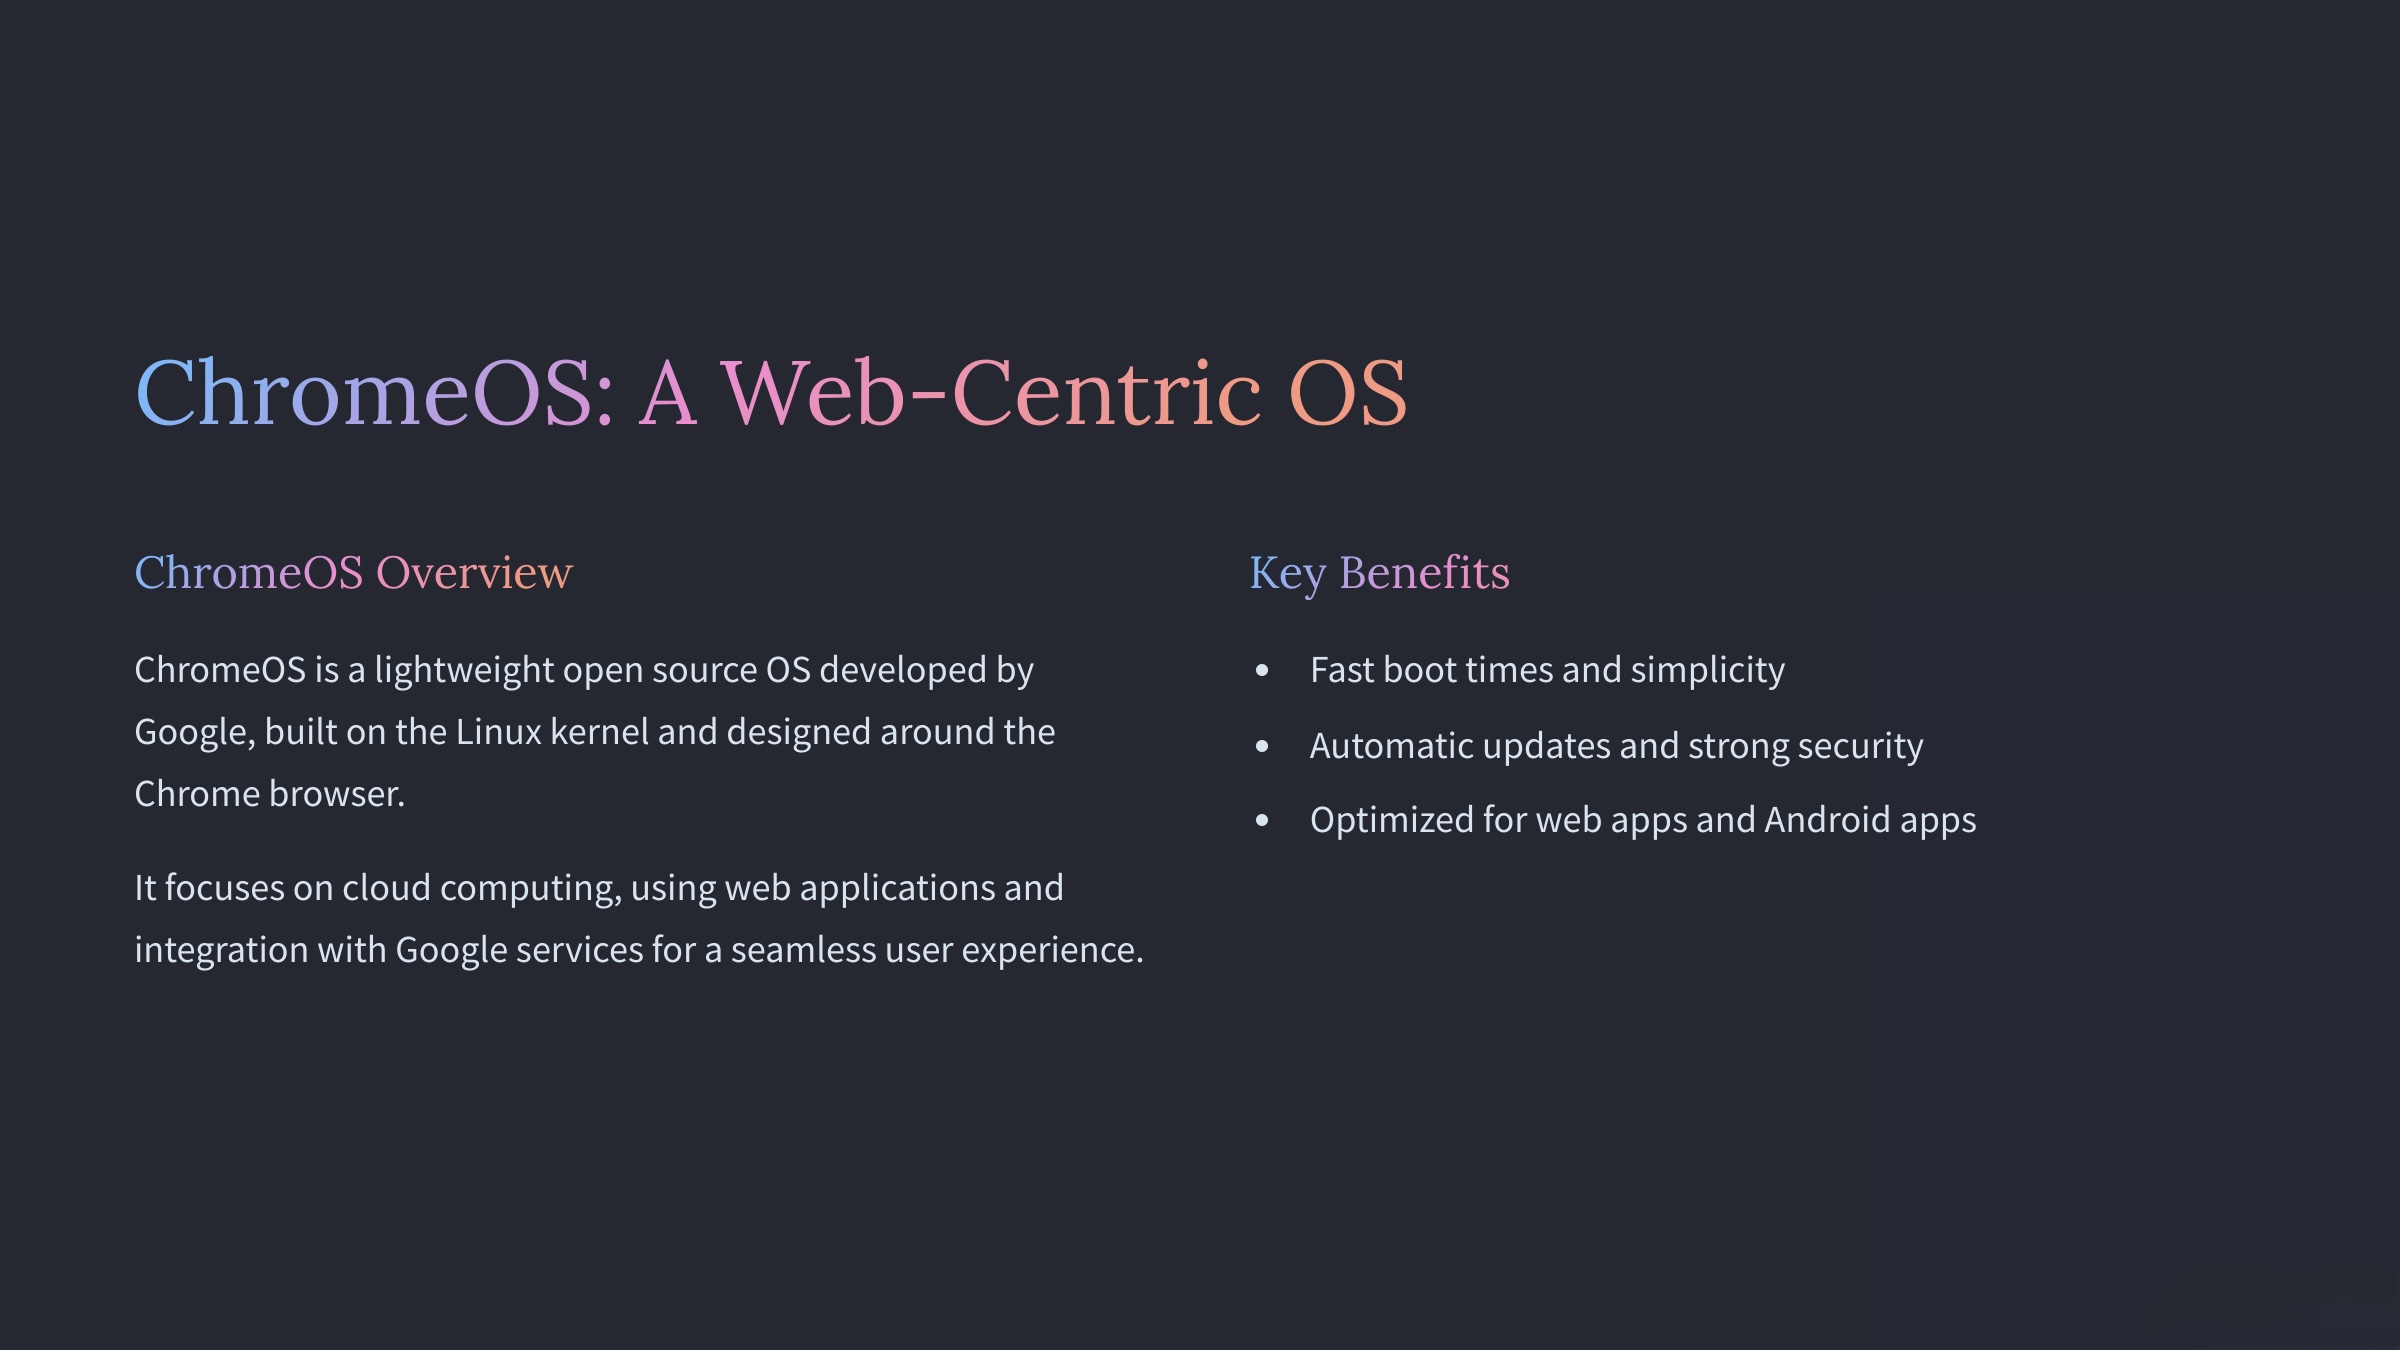 ChromeOS: A Web-Centric OS
ChromeOS Overview
ChromeOS is a lightweight open source OS developed by
Google, built on the Linux kernel and designed around the
Chrome browser.
It focuses on cloud computing, using web applications and
integration with Google services for a seamless user experience.
Key Benefits
• Fast boot times and simplicity
• Automatic updates and strong security
• Optimized for web apps and Android apps